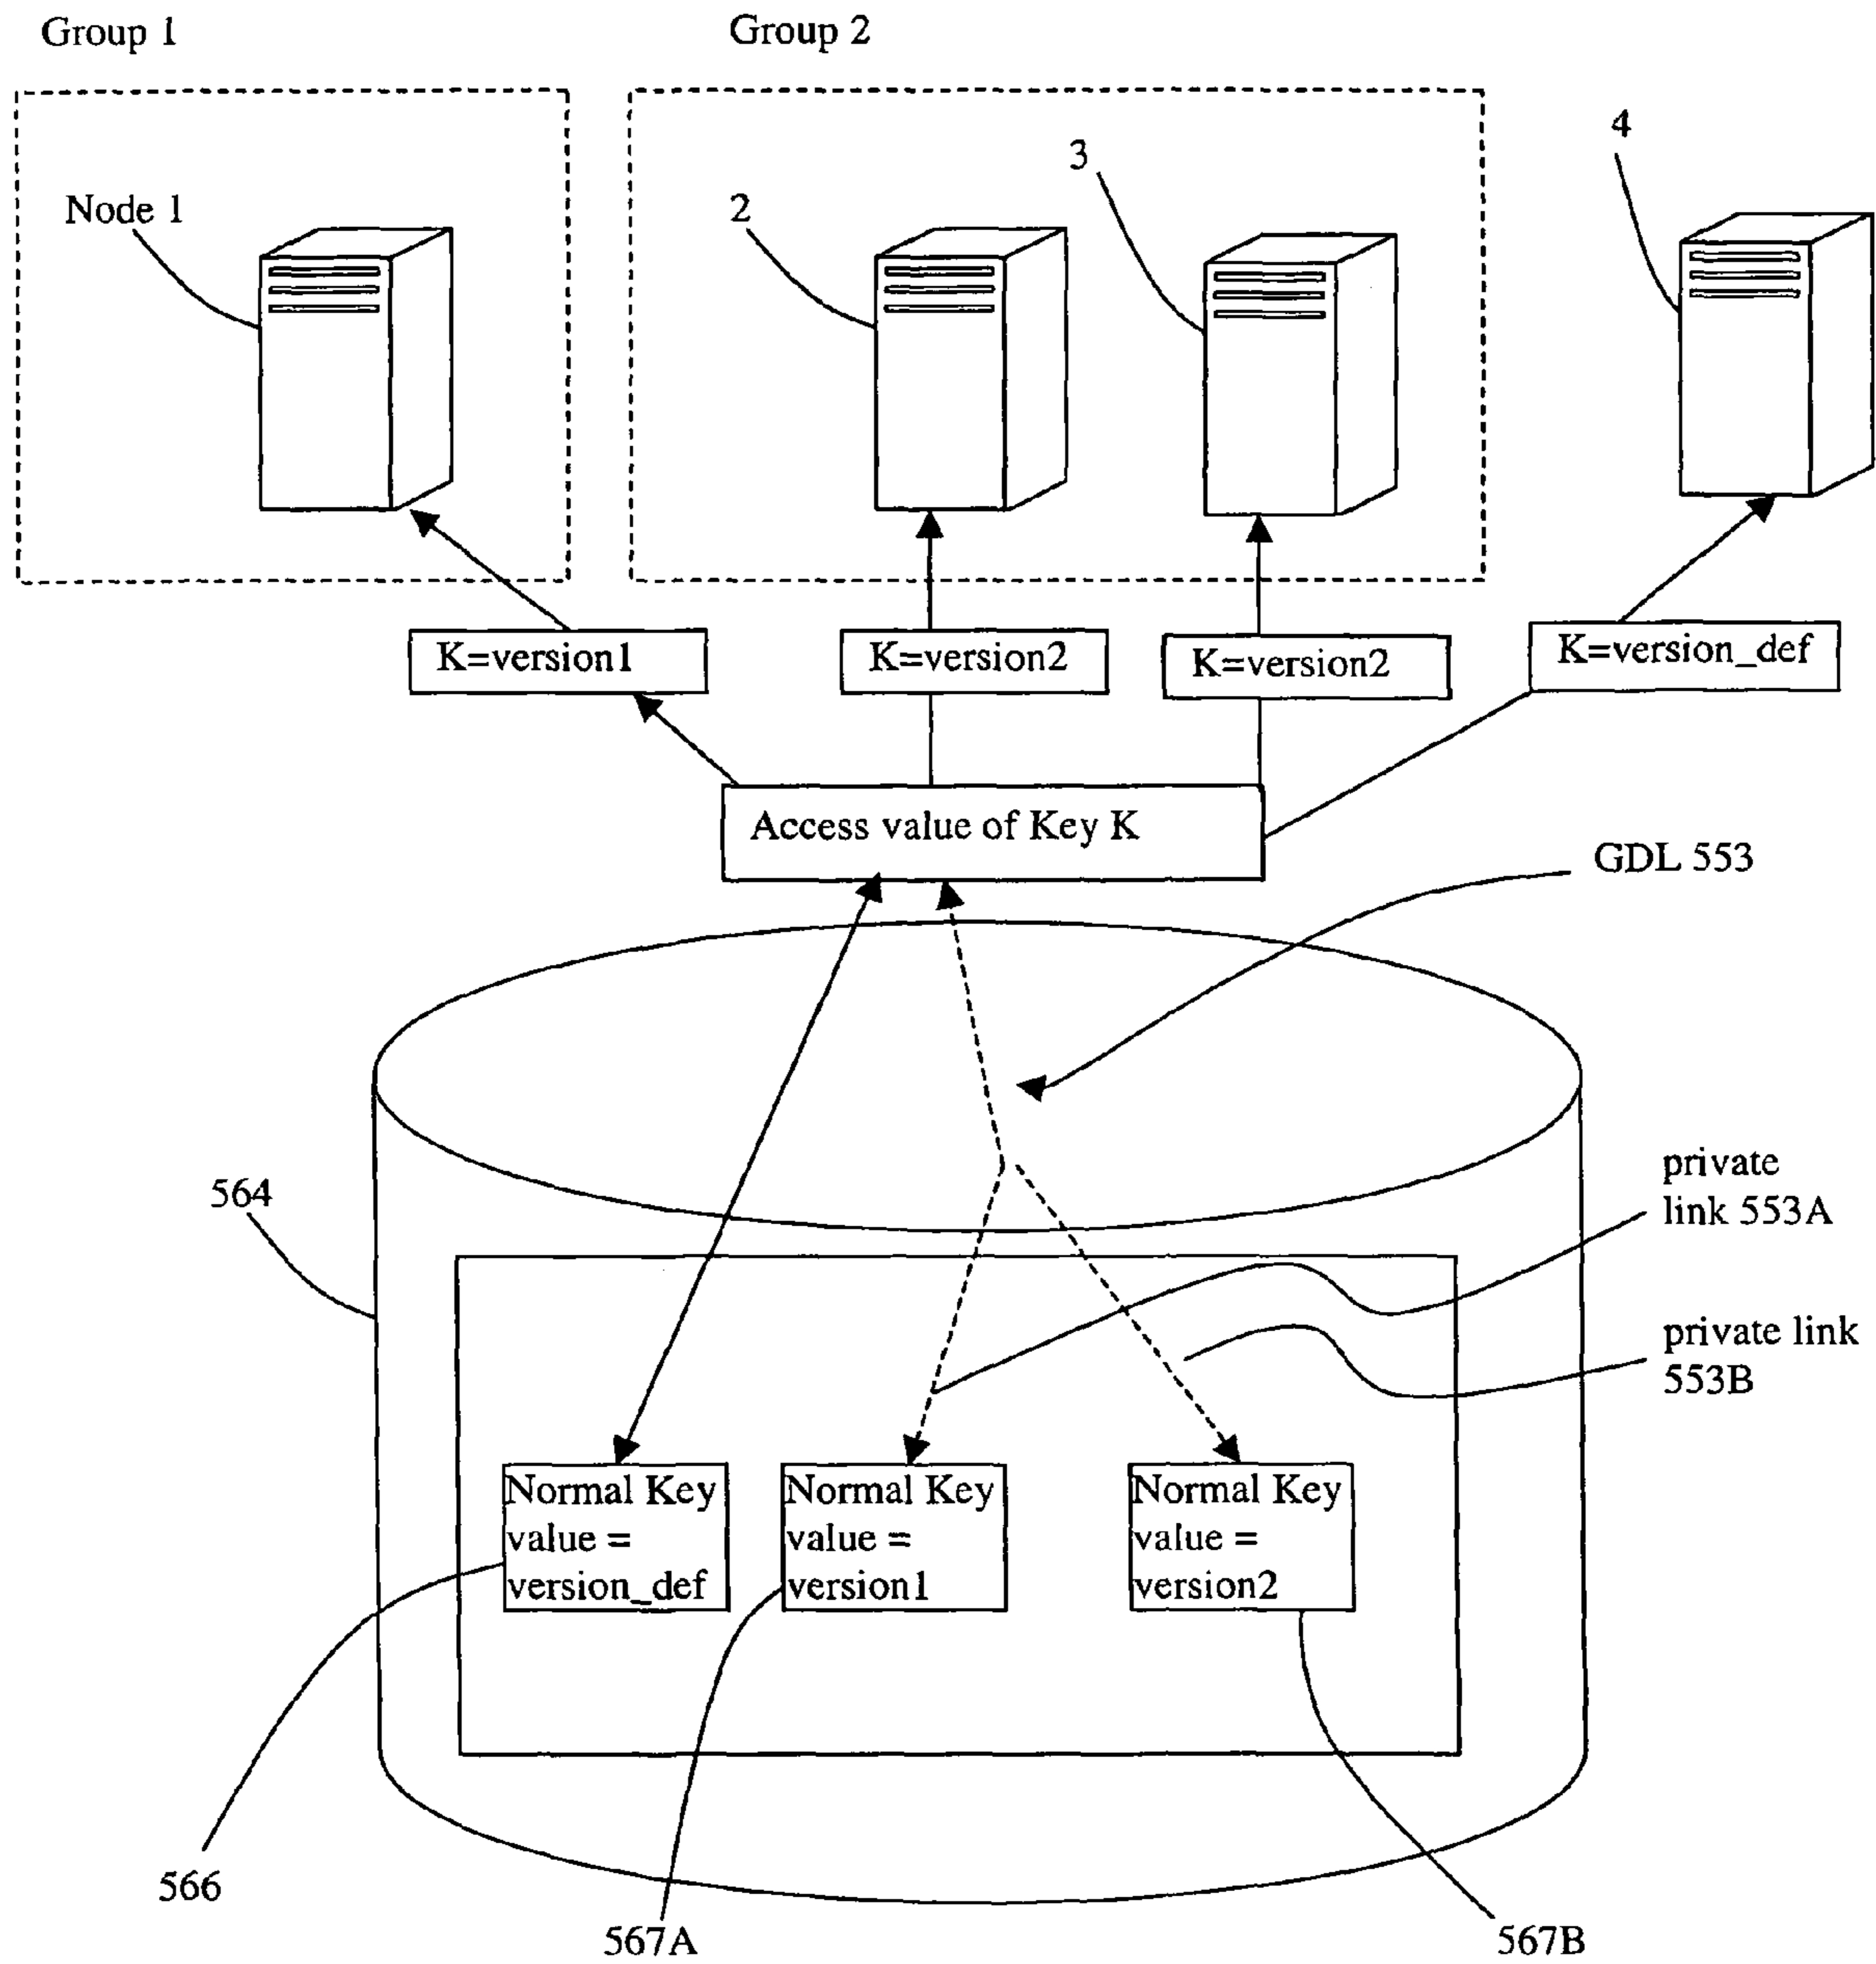 Group 1
Group 2
Node 1
2
3
4
K=version1
K=version2
K=version2
K=version_def
Access value of Key K
GDL 553
564
private
link 553A
private link
553B
Normal Key
value =
version_def
Normal Key
value =
version1
Normal Key
value =
version2
566
567A
567B